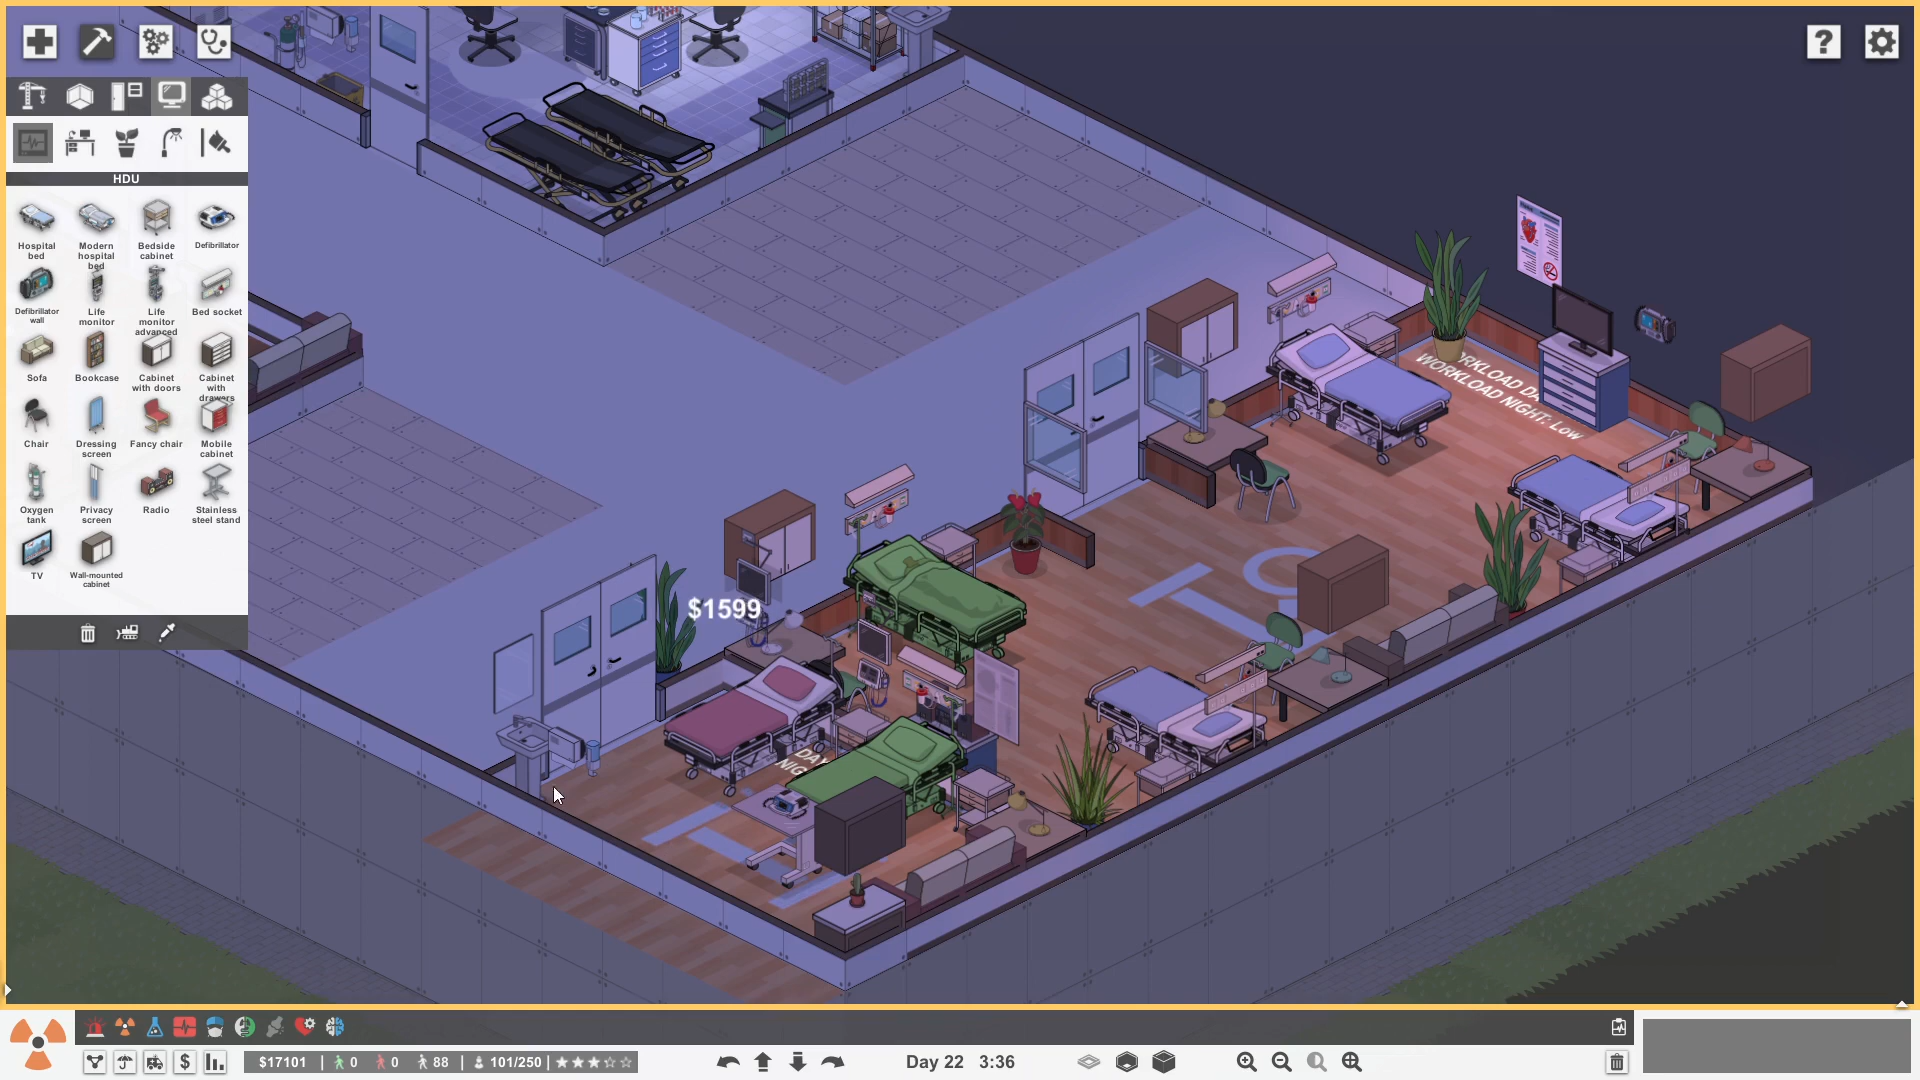 HDU
Hospital bed
Modern hospital bed
Bedside cabinet
Defibrillator
Defibrillator wall
Life monitor
Life monitor advanced
Bed socket
Sofa
Bookcase
Cabinet with doors
Cabinet with drawers
Chair
Dressing screen
Fancy chair
Mobile cabinet
Oxygen tank
Privacy screen
Radio
Stainless steel stand
TV
Wall-mounted cabinet
?
WORKLOAD
WORKLOAD NIGHT: LOW
$1599
$17101
0
0
88
101/250
Day 22 3:36